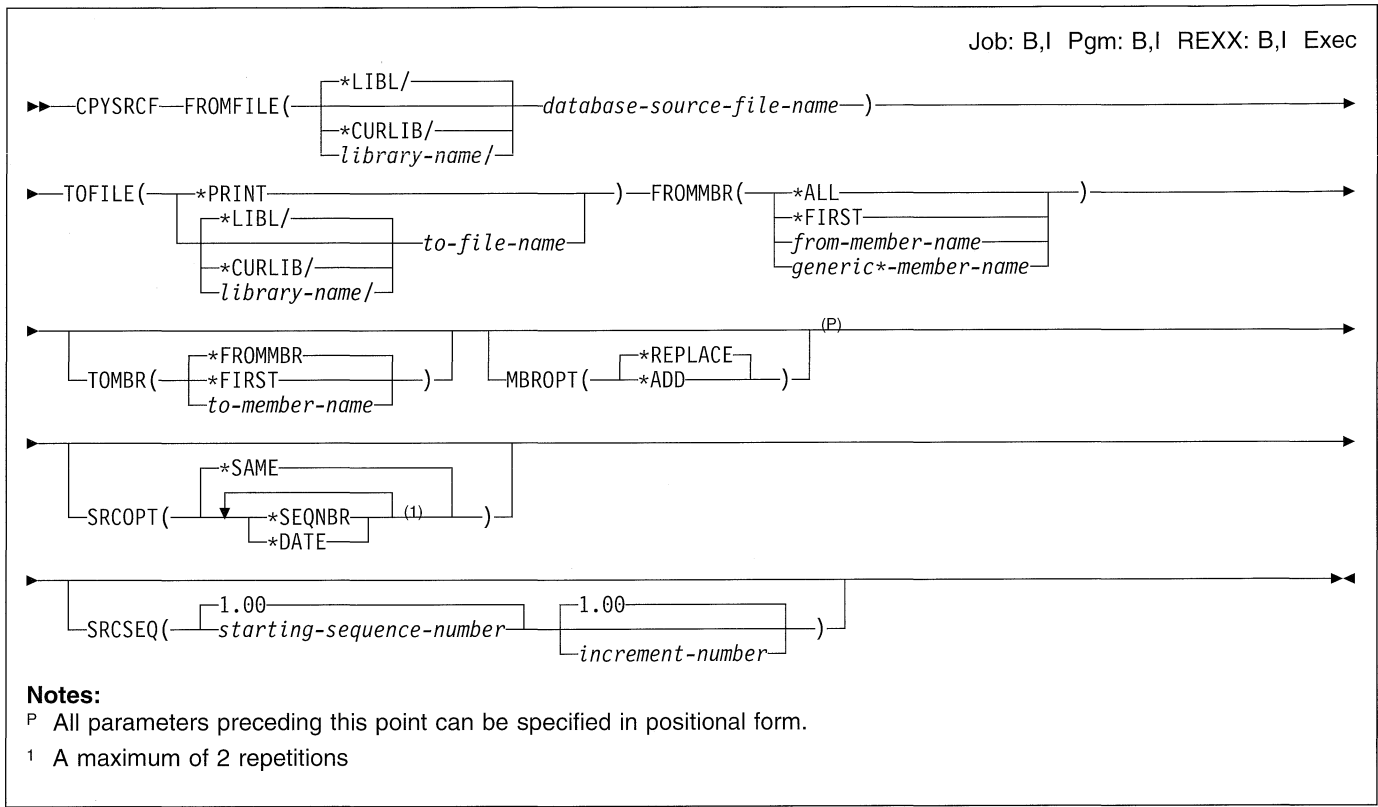 Job: B,I Pgm: B,I REXX: B,I Exec
*LIBL/
CPYSRCF FROMFILE( database-source-file-name )
*CURLIB/
library-name/
TOFILE( *PRINT ) FROMMBR( *ALL )
*LIBL/ *FIRST
to-file-name from-member-name
*CURLIB/ generic*-member-name
library-name/
(P)
*FROMMBR *REPLACE
TOMBR( *FIRST ) MBROPT( *ADD )
to-member-name
*SAME
SRCOPT( *SEQNBR (1) )
*DATE
1.00 1.00
SRCSEQ( starting-sequence-number )
increment-number
Notes:
P All parameters preceding this point can be specified in positional form.
1 A maximum of 2 repetitions